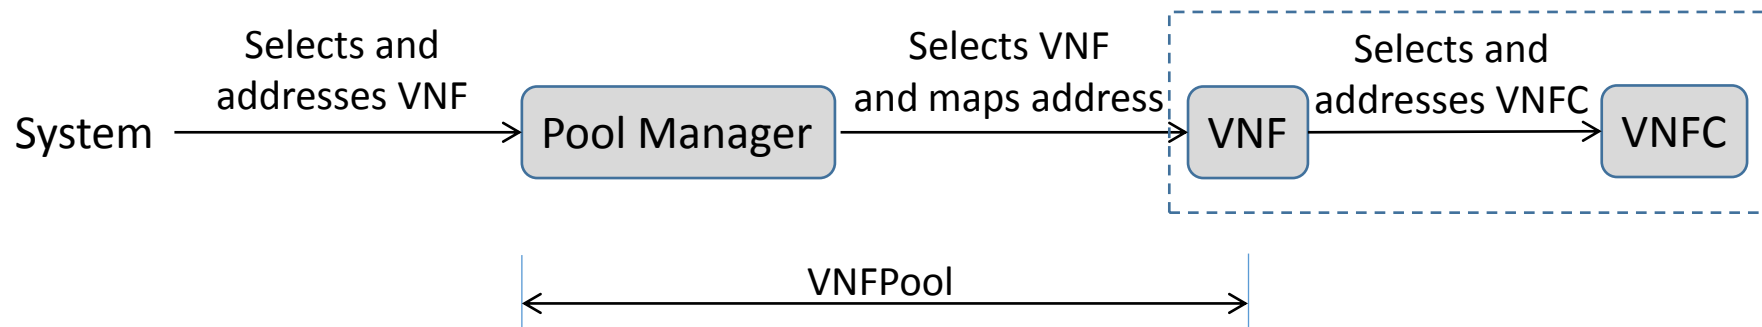 Selects and
addresses VNF
Selects VNF
and maps address
Selects and
addresses VNFC
System
Pool Manager
VNF
VNFC
VNFPool